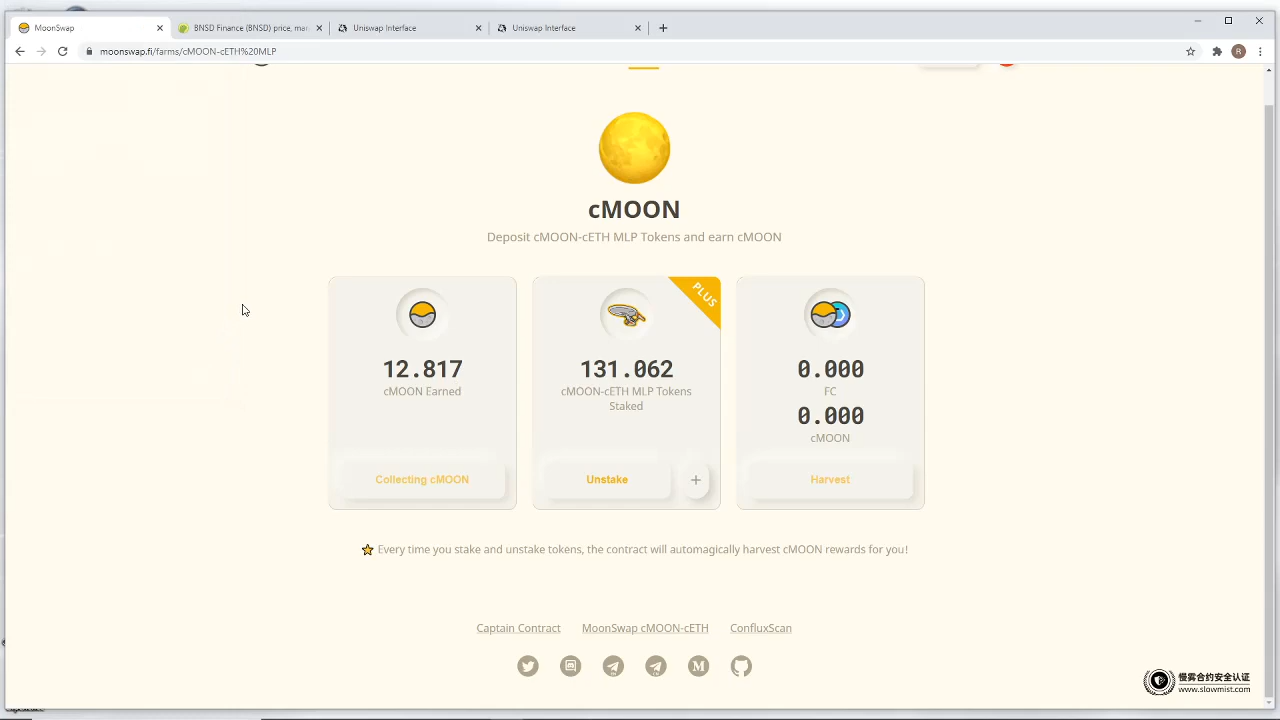 MoonSwap
BNSD Finance (BNSD) price, mar
Uniswap Interface
Uniswap Interface
moonswap.fi/farms/cMOON-cETH%20MLP
R
cMOON
Deposit cMOON-cETH MLP Tokens and earn cMOON
12.817
cMOON Earned
Collecting cMOON
PLUS
131.062
cMOON-cETH MLP Tokens
Staked
Unstake
+
0.000
FC
0.000
cMOON
Harvest
Every time you stake and unstake tokens, the contract will automagically harvest cMOON rewards for you!
Captain Contract
MoonSwap cMOON-cETH
ConfluxScan
慢雾合约安全认证
www.slowmist.com